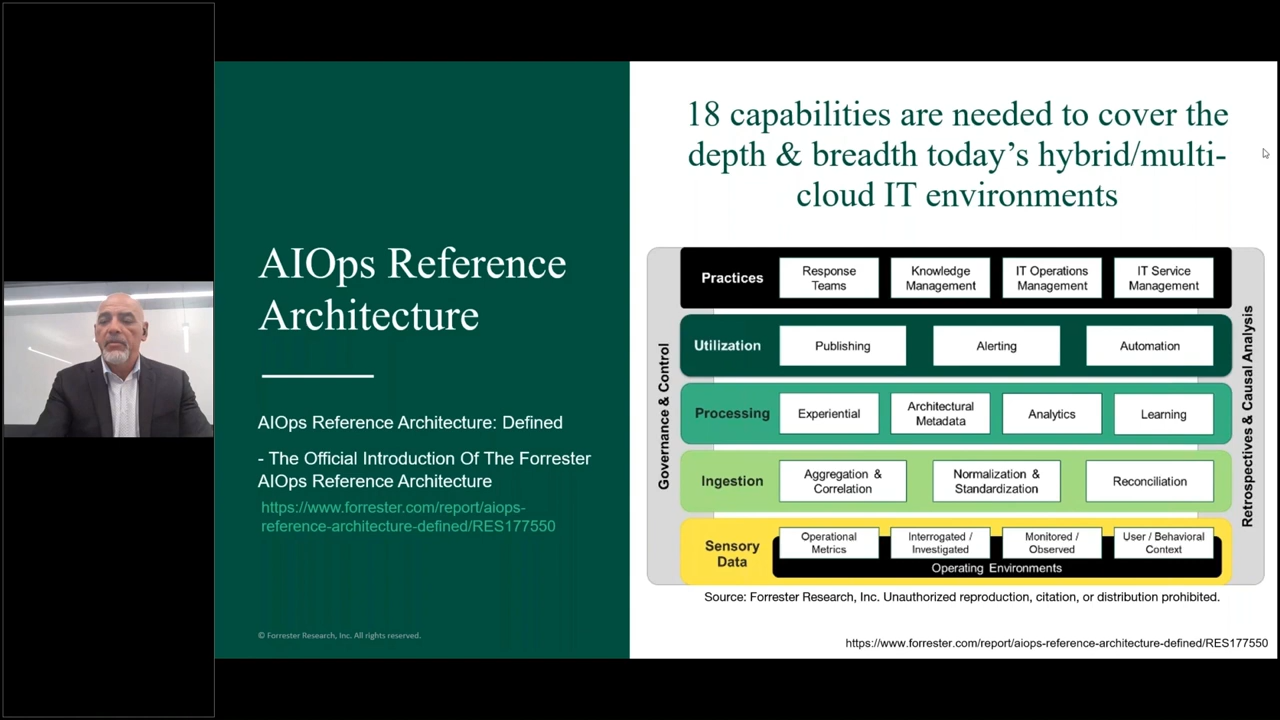 AIOps Reference
Architecture
AIOps Reference Architecture: Defined
- The Official Introduction Of The Forrester
AIOps Reference Architecture
https://www.forrester.com/report/aiops-
reference-architecture-defined/RES177550
© Forrester Research, Inc. All rights reserved.
18 capabilities are needed to cover the
depth & breadth today’s hybrid/multi-
cloud IT environments
Governance & Control
Practices
Response
Teams
Knowledge
Management
IT Operations
Management
IT Service
Management
Utilization
Publishing
Alerting
Automation
Processing
Experiential
Architectural
Metadata
Analytics
Learning
Ingestion
Aggregation &
Correlation
Normalization &
Standardization
Reconciliation
Sensory
Data
Operational
Metrics
Interrogated /
Investigated
Monitored /
Observed
User / Behavioral
Context
Operating Environments
Retrospectives & Causal Analysis
Source: Forrester Research, Inc. Unauthorized reproduction, citation, or distribution prohibited.
https://www.forrester.com/report/aiops-reference-architecture-defined/RES177550